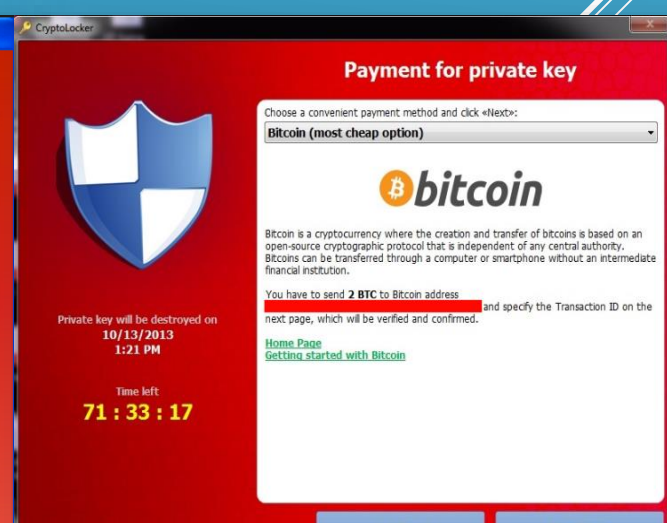 CryptoLocker
Payment for private key
Choose a convenient payment method and click «Next»:
Bitcoin (most cheap option)
bitcoin
Bitcoin is a cryptocurrency where the creation and transfer of bitcoins is based on an
open-source cryptographic protocol that is independent of any central authority.
Bitcoins can be transferred through a computer or smartphone without an intermediate
financial institution.
You have to send 2 BTC to Bitcoin address
and specify the Transaction ID on the
next page, which will be verified and confirmed.
Home Page
Getting started with Bitcoin
Private key will be destroyed on
10/13/2013
1:21 PM
Time left
71 : 33 : 17